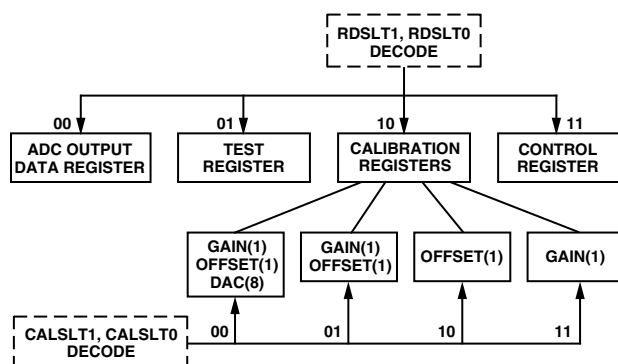 RDSLT1, RDSLT0
DECODE
00
01
10
11
ADC OUTPUT
DATA REGISTER
TEST
REGISTER
CALIBRATION
REGISTERS
CONTROL
REGISTER
GAIN(1)
OFFSET(1)
DAC(8)
GAIN(1)
OFFSET(1)
OFFSET(1)
GAIN(1)
CALSLT1, CALSLT0
DECODE
00
01
10
11